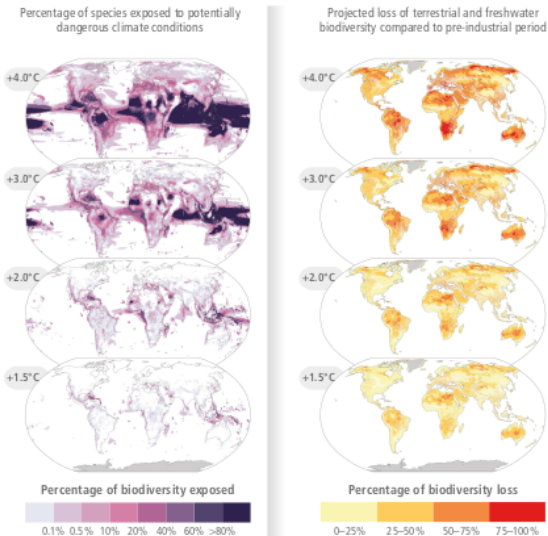 Percentage of species exposed to potentially
dangerous climate conditions
+4.0°C
+3.0°C
+2.0°C
+1.5°C
Percentage of biodiversity exposed
0.1% 0.5 % 10% 20% 40% 60% >80%
Projected loss of terrestrial and freshwater
biodiversity compared to pre-industrial period
+4.0°C
+3.0°C
+2.0°C
+1.5°C
Percentage of biodiversity loss
0–25% 25–50% 50–75% 75–100%